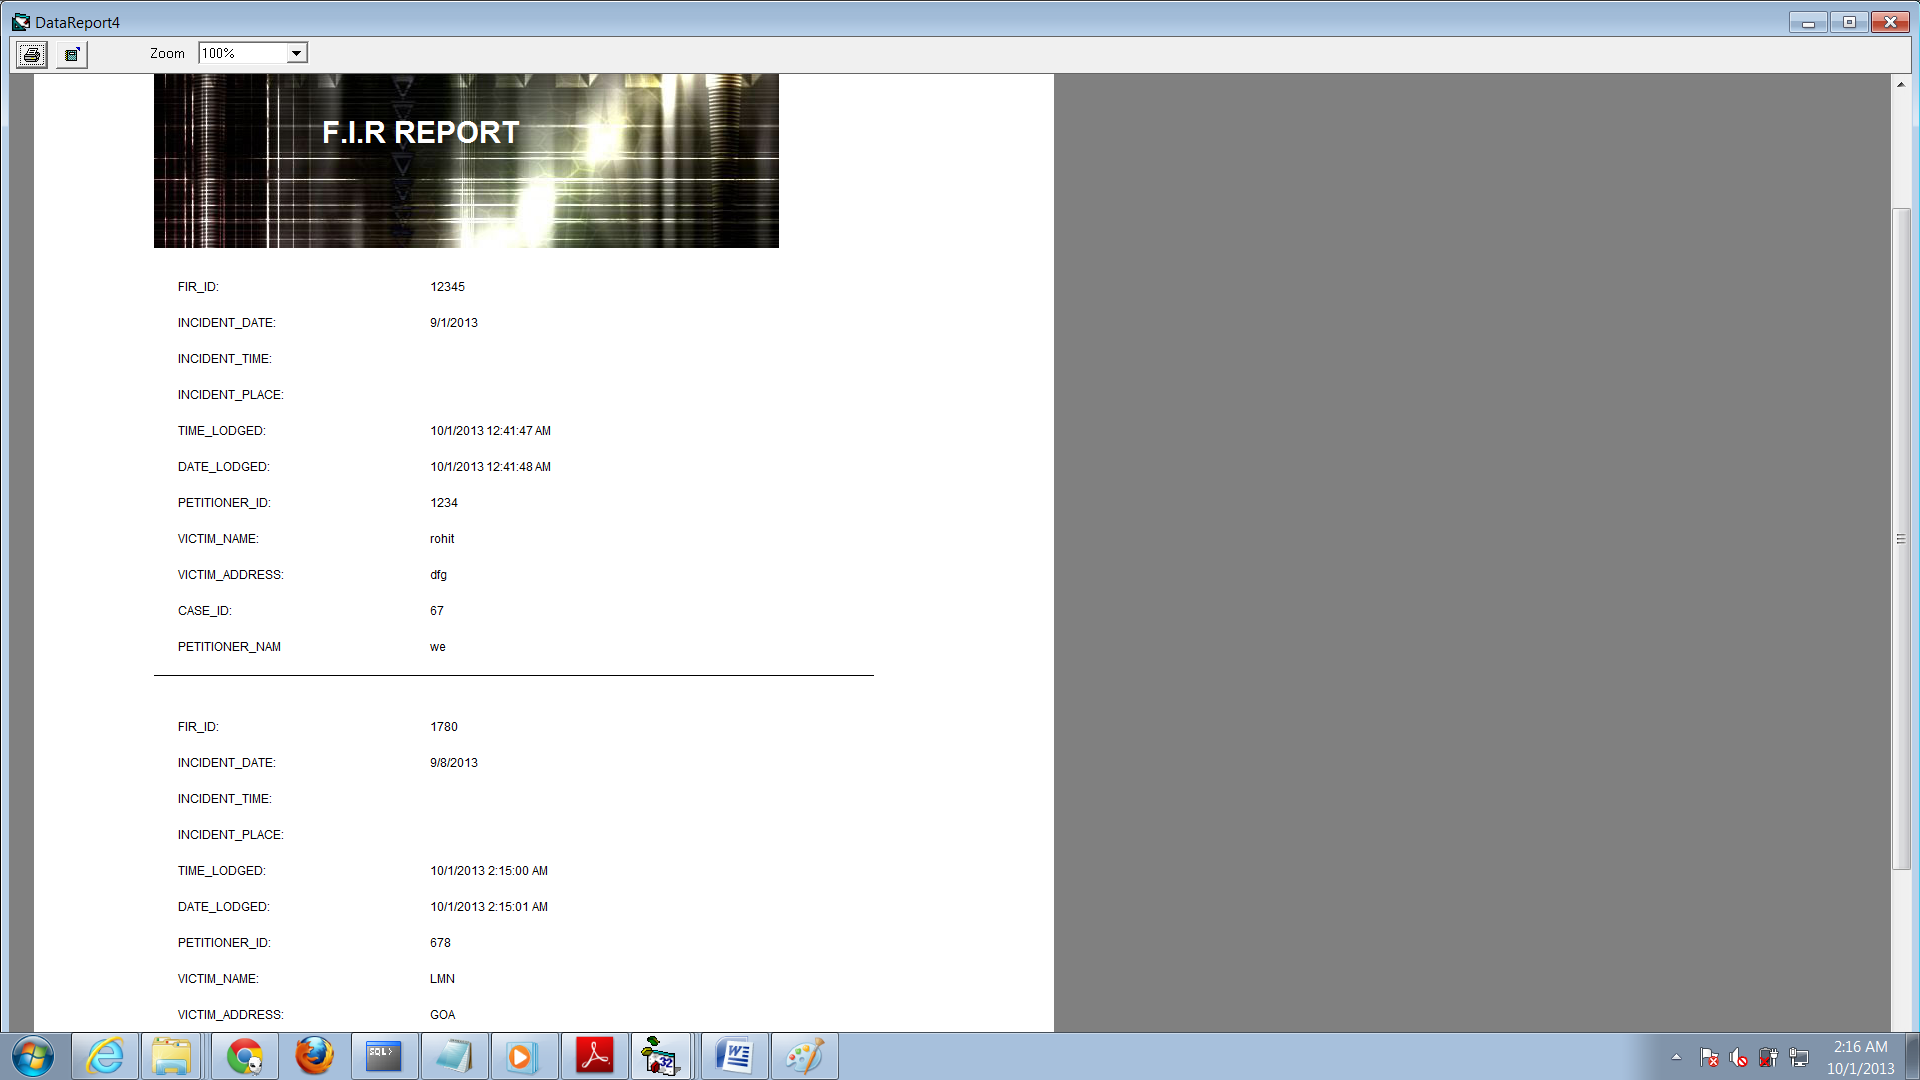 DataReport4
Zoom 100%
F.I.R REPORT
FIR_ID: 12345
INCIDENT_DATE: 9/1/2013
INCIDENT_TIME:
INCIDENT_PLACE:
TIME_LODGED: 10/1/2013 12:41:47 AM
DATE_LODGED: 10/1/2013 12:41:48 AM
PETITIONER_ID: 1234
VICTIM_NAME: rohit
VICTIM_ADDRESS: dfg
CASE_ID: 67
PETITIONER_NAM we
FIR_ID: 1780
INCIDENT_DATE: 9/8/2013
INCIDENT_TIME:
INCIDENT_PLACE:
TIME_LODGED: 10/1/2013 2:15:00 AM
DATE_LODGED: 10/1/2013 2:15:01 AM
PETITIONER_ID: 678
VICTIM_NAME: LMN
VICTIM_ADDRESS: GOA
SQL>
32
W
2:16 AM
10/1/2013